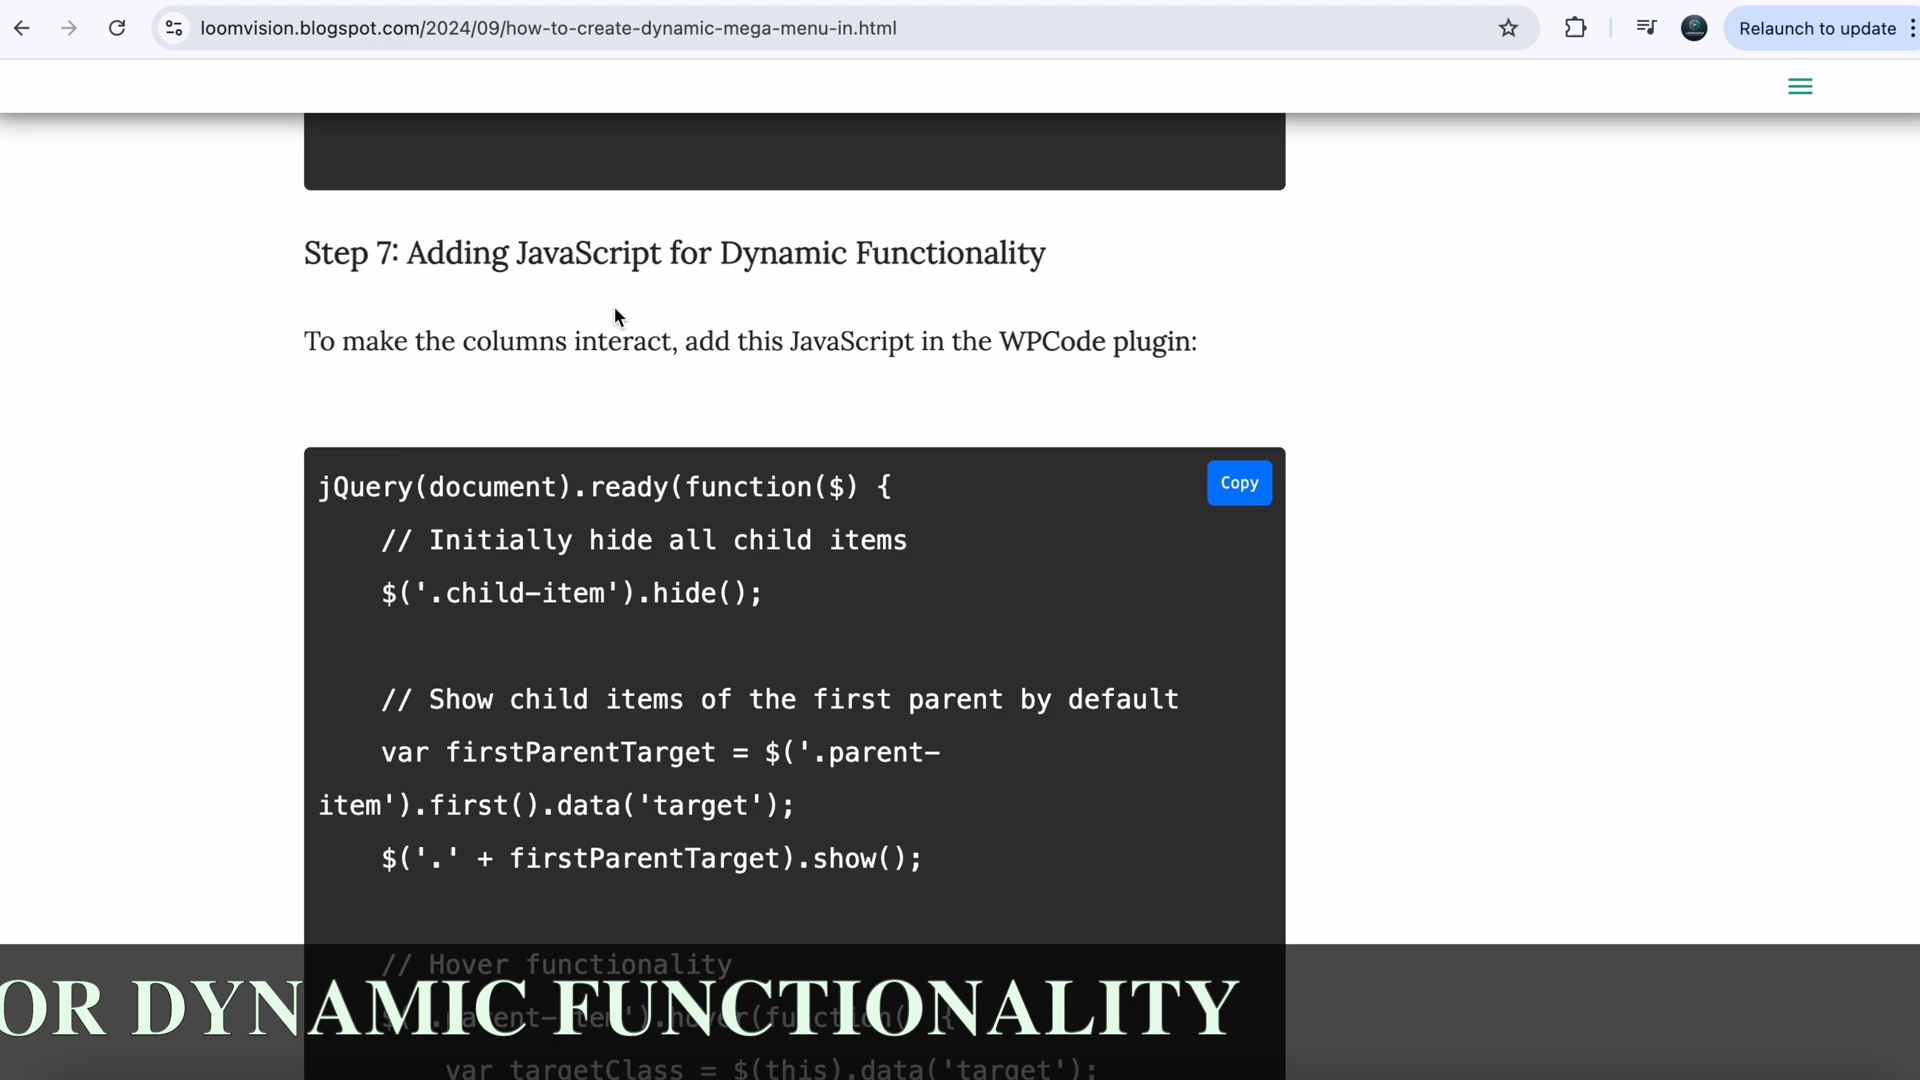 loomvision.blogspot.com/2024/09/how-to-create-dynamic-mega-menu-in.html
Relaunch to update
Step 7: Adding JavaScript for Dynamic Functionality
To make the columns interact, add this JavaScript in the WPCode plugin:
Copy
jQuery(document).ready(function($) {
// Initially hide all child items
$('.child-item').hide();
// Show child items of the first parent by default
var firstParentTarget = $('.parent-
item').first().data('target');
$('.' + firstParentTarget).show();
// Hover functionality
OR DYNAMIC FUNCTIONALITY
var targetClass = $(this).data('target');